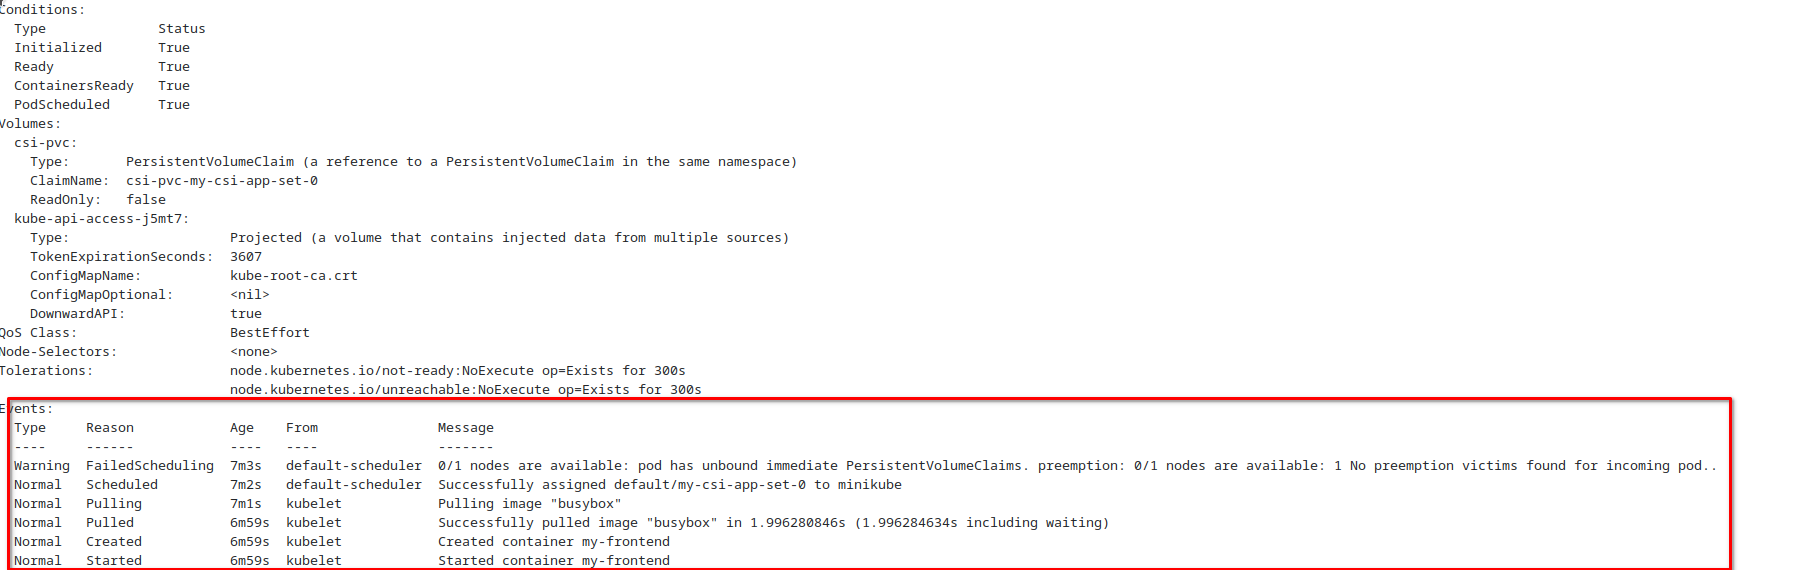 Conditions:
  Type              Status
  Initialized       True
  Ready             True
  ContainersReady   True
  PodScheduled      True
Volumes:
  csi-pvc:
    Type:       PersistentVolumeClaim (a reference to a PersistentVolumeClaim in the same namespace)
    ClaimName:  csi-pvc-my-csi-app-set-0
    ReadOnly:   false
  kube-api-access-j5mt7:
    Type:                    Projected (a volume that contains injected data from multiple sources)
    TokenExpirationSeconds:  3607
    ConfigMapName:           kube-root-ca.crt
    ConfigMapOptional:       <nil>
    DownwardAPI:             true
QoS Class:                   BestEffort
Node-Selectors:              <none>
Tolerations:                 node.kubernetes.io/not-ready:NoExecute op=Exists for 300s
                             node.kubernetes.io/unreachable:NoExecute op=Exists for 300s
Events:
  Type     Reason            Age    From               Message
  ----     ------            ----   ----               -------
  Warning  FailedScheduling  7m3s   default-scheduler  0/1 nodes are available: pod has unbound immediate PersistentVolumeClaims. preemption: 0/1 nodes are available: 1 No preemption victims found for incoming pod..
  Normal   Scheduled         7m2s   default-scheduler  Successfully assigned default/my-csi-app-set-0 to minikube
  Normal   Pulling           7m1s   kubelet            Pulling image "busybox"
  Normal   Pulled            6m59s  kubelet            Successfully pulled image "busybox" in 1.996280846s (1.996284634s including waiting)
  Normal   Created           6m59s  kubelet            Created container my-frontend
  Normal   Started           6m59s  kubelet            Started container my-frontend